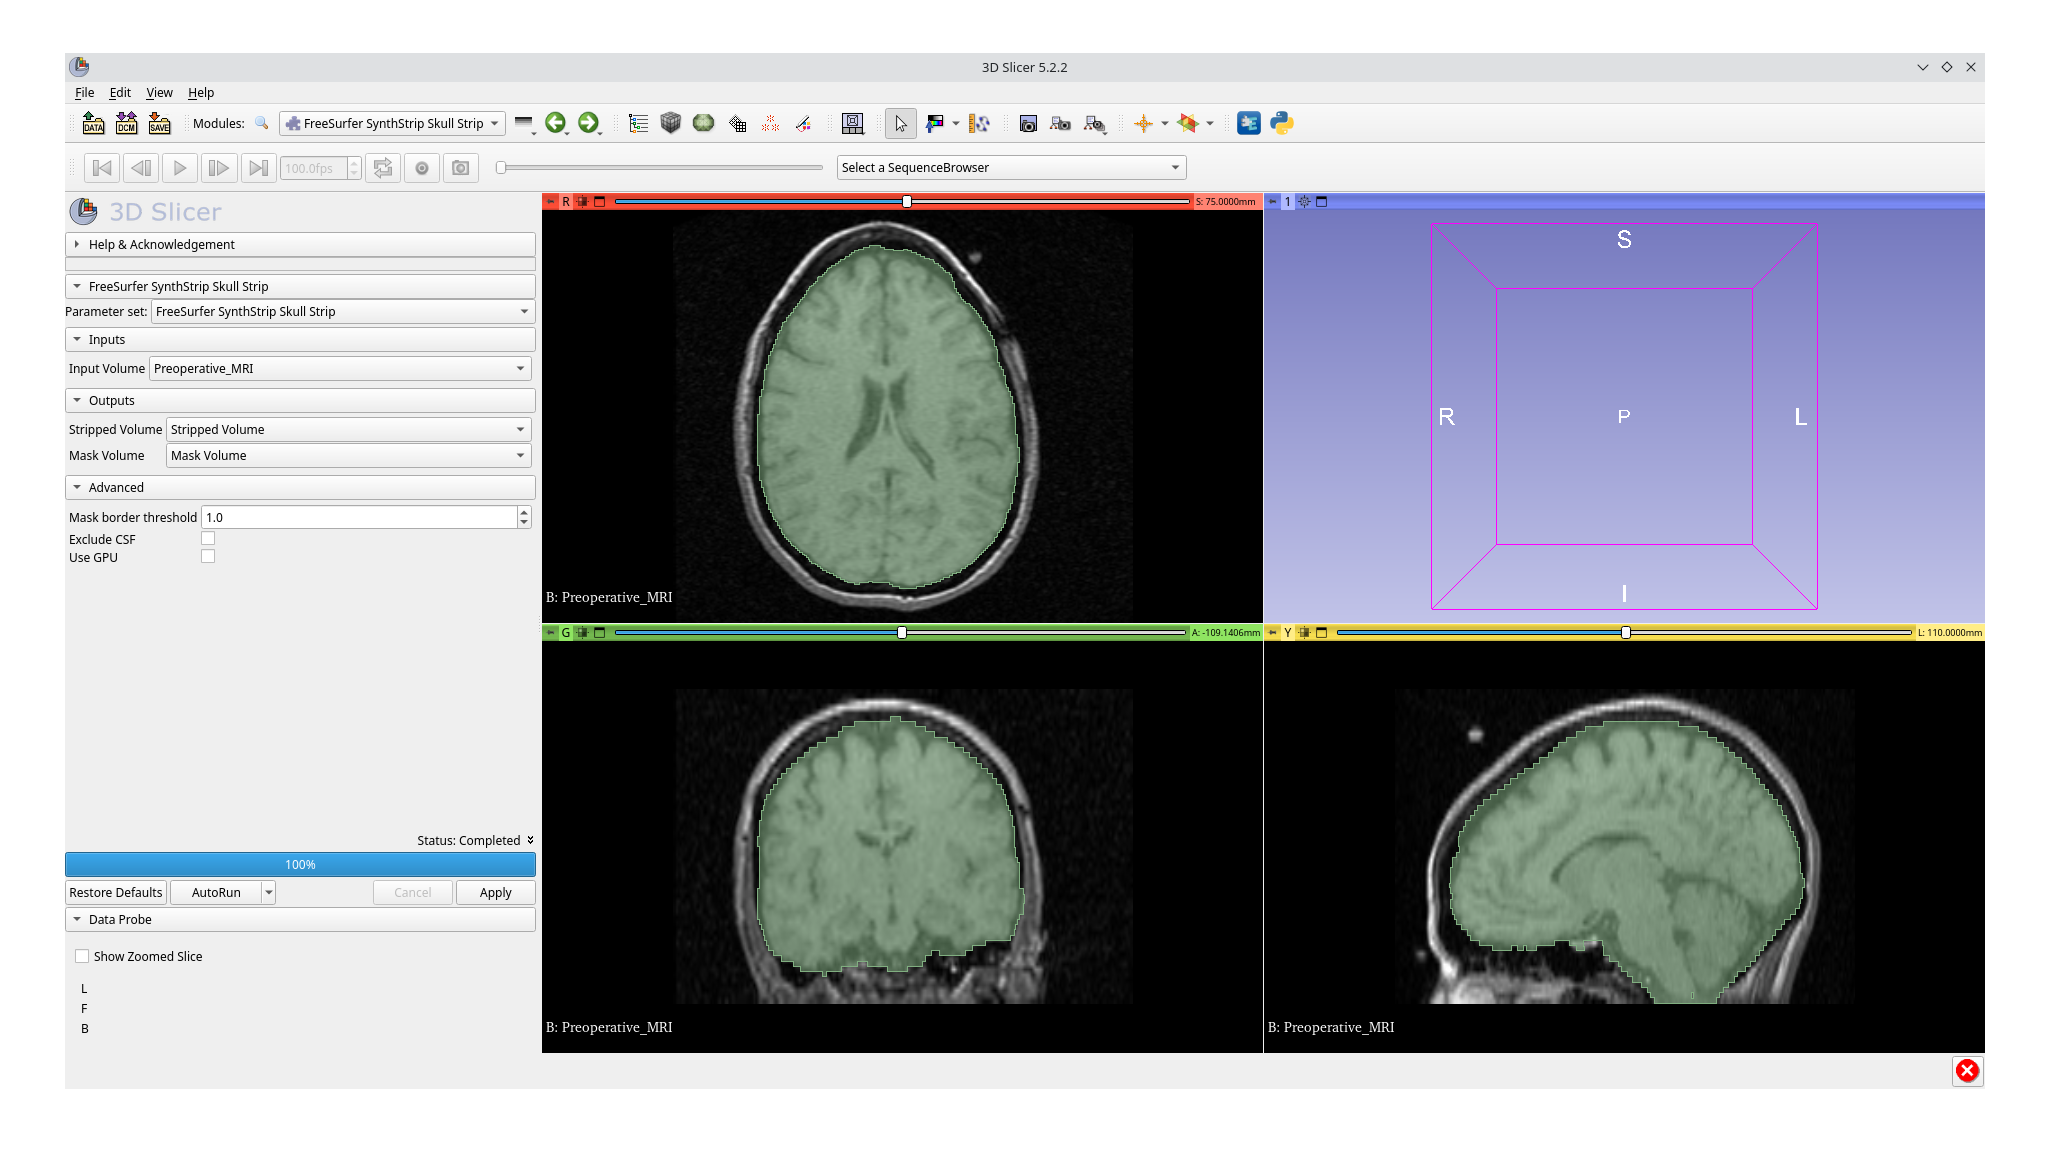 3D Slicer 5.2.2
File Edit View Help
DATA DCM SAVE Modules: FreeSurfer SynthStrip Skull Strip
100.0fps Select a SequenceBrowser
3D Slicer
Help & Acknowledgement
FreeSurfer SynthStrip Skull Strip
Parameter set: FreeSurfer SynthStrip Skull Strip
Inputs
Input Volume Preoperative_MRI
Outputs
Stripped Volume Stripped Volume
Mask Volume Mask Volume
Advanced
Mask border threshold 1.0
Exclude CSF
Use GPU
Status: Completed
100%
Restore Defaults AutoRun Cancel Apply
Data Probe
Show Zoomed Slice
L
F
B
R S: 75.0000mm
B: Preoperative_MRI
1
S
R P L
I
G A: -109.1406mm
B: Preoperative_MRI
Y L: 110.0000mm
B: Preoperative_MRI